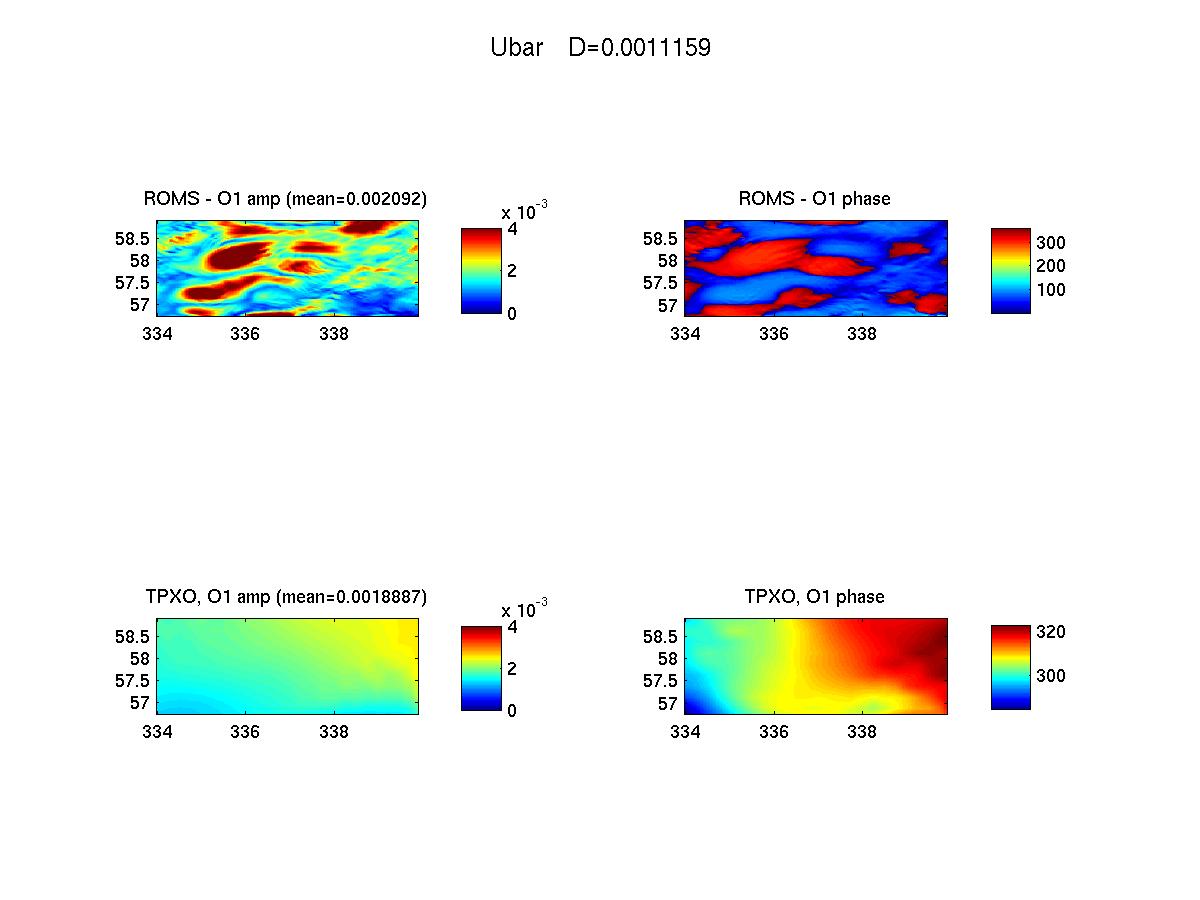 Ubar D=0.0011159
ROMS - O1 amp (mean=0.002092)
x 10^-3
58.5
58
57.5
57
334 336 338
4
2
0
ROMS - O1 phase
58.5
58
57.5
57
334 336 338
300
200
100
TPXO, O1 amp (mean=0.0018887)
x 10^-3
58.5
58
57.5
57
334 336 338
4
2
0
TPXO, O1 phase
58.5
58
57.5
57
334 336 338
320
300